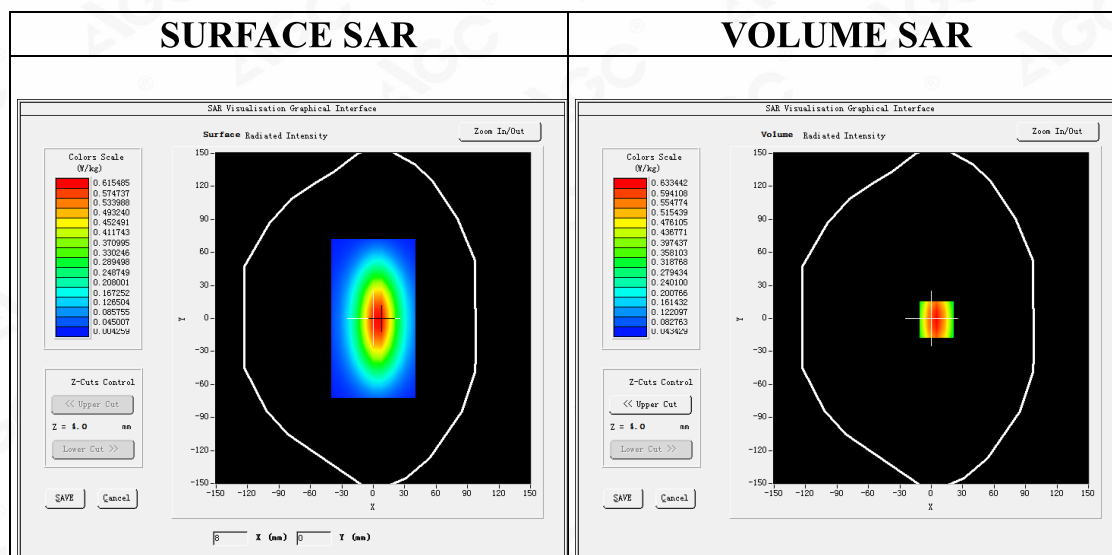 SURFACE SAR
SAR Visualisation Graphical Interface
Surface Radiated Intensity
Zoom In/Out
Colors Scale
(W/kg)
0.615485
0.574737
0.533988
0.493240
0.452491
0.411743
0.370995
0.330246
0.289498
0.248749
0.208001
0.167252
0.126504
0.085755
0.045007
0.004259
Z-Cuts Control
<< Upper Cut
Z = 4.0 mm
Lower Cut >>
SAVE
Cancel
150
120
90
60
30
0
-30
-60
-90
-120
-150
Y
-150 -120 -90 -60 -30 0 30 60 90 120 150
X
8 X (mm) 0 Y (mm)
VOLUME SAR
SAR Visualisation Graphical Interface
Volume Radiated Intensity
Zoom In/Out
Colors Scale
(W/kg)
0.633442
0.594108
0.554774
0.515439
0.476105
0.436771
0.397437
0.358103
0.318768
0.279434
0.240100
0.200766
0.161432
0.122097
0.082763
0.043429
Z-Cuts Control
<< Upper Cut
Z = 4.0 mm
Lower Cut >>
SAVE
Cancel
150
120
90
60
30
0
-30
-60
-90
-120
-150
Y
-150 -120 -90 -60 -30 0 30 60 90 120 150
X
AGC